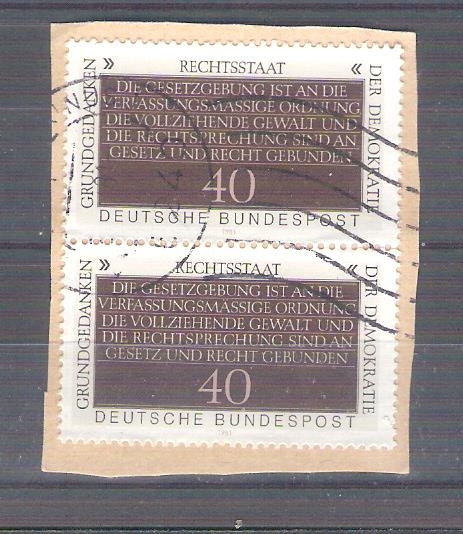 GRUNDGEDANKEN
» RECHTSSTAAT «
DER DEMOKRATIE
DIE GESETZGEBUNG IST AN DIE
VERFASSUNGSMÄSSIGE ORDNUNG
DIE VOLLZIEHENDE GEWALT UND
DIE RECHTSPRECHUNG SIND AN
GESETZ UND RECHT GEBUNDEN
40
DEUTSCHE BUNDESPOST
1981
GRUNDGEDANKEN
» RECHTSSTAAT «
DER DEMOKRATIE
DIE GESETZGEBUNG IST AN DIE
VERFASSUNGSMÄSSIGE ORDNUNG
DIE VOLLZIEHENDE GEWALT UND
DIE RECHTSPRECHUNG SIND AN
GESETZ UND RECHT GEBUNDEN
40
DEUTSCHE BUNDESPOST
1981